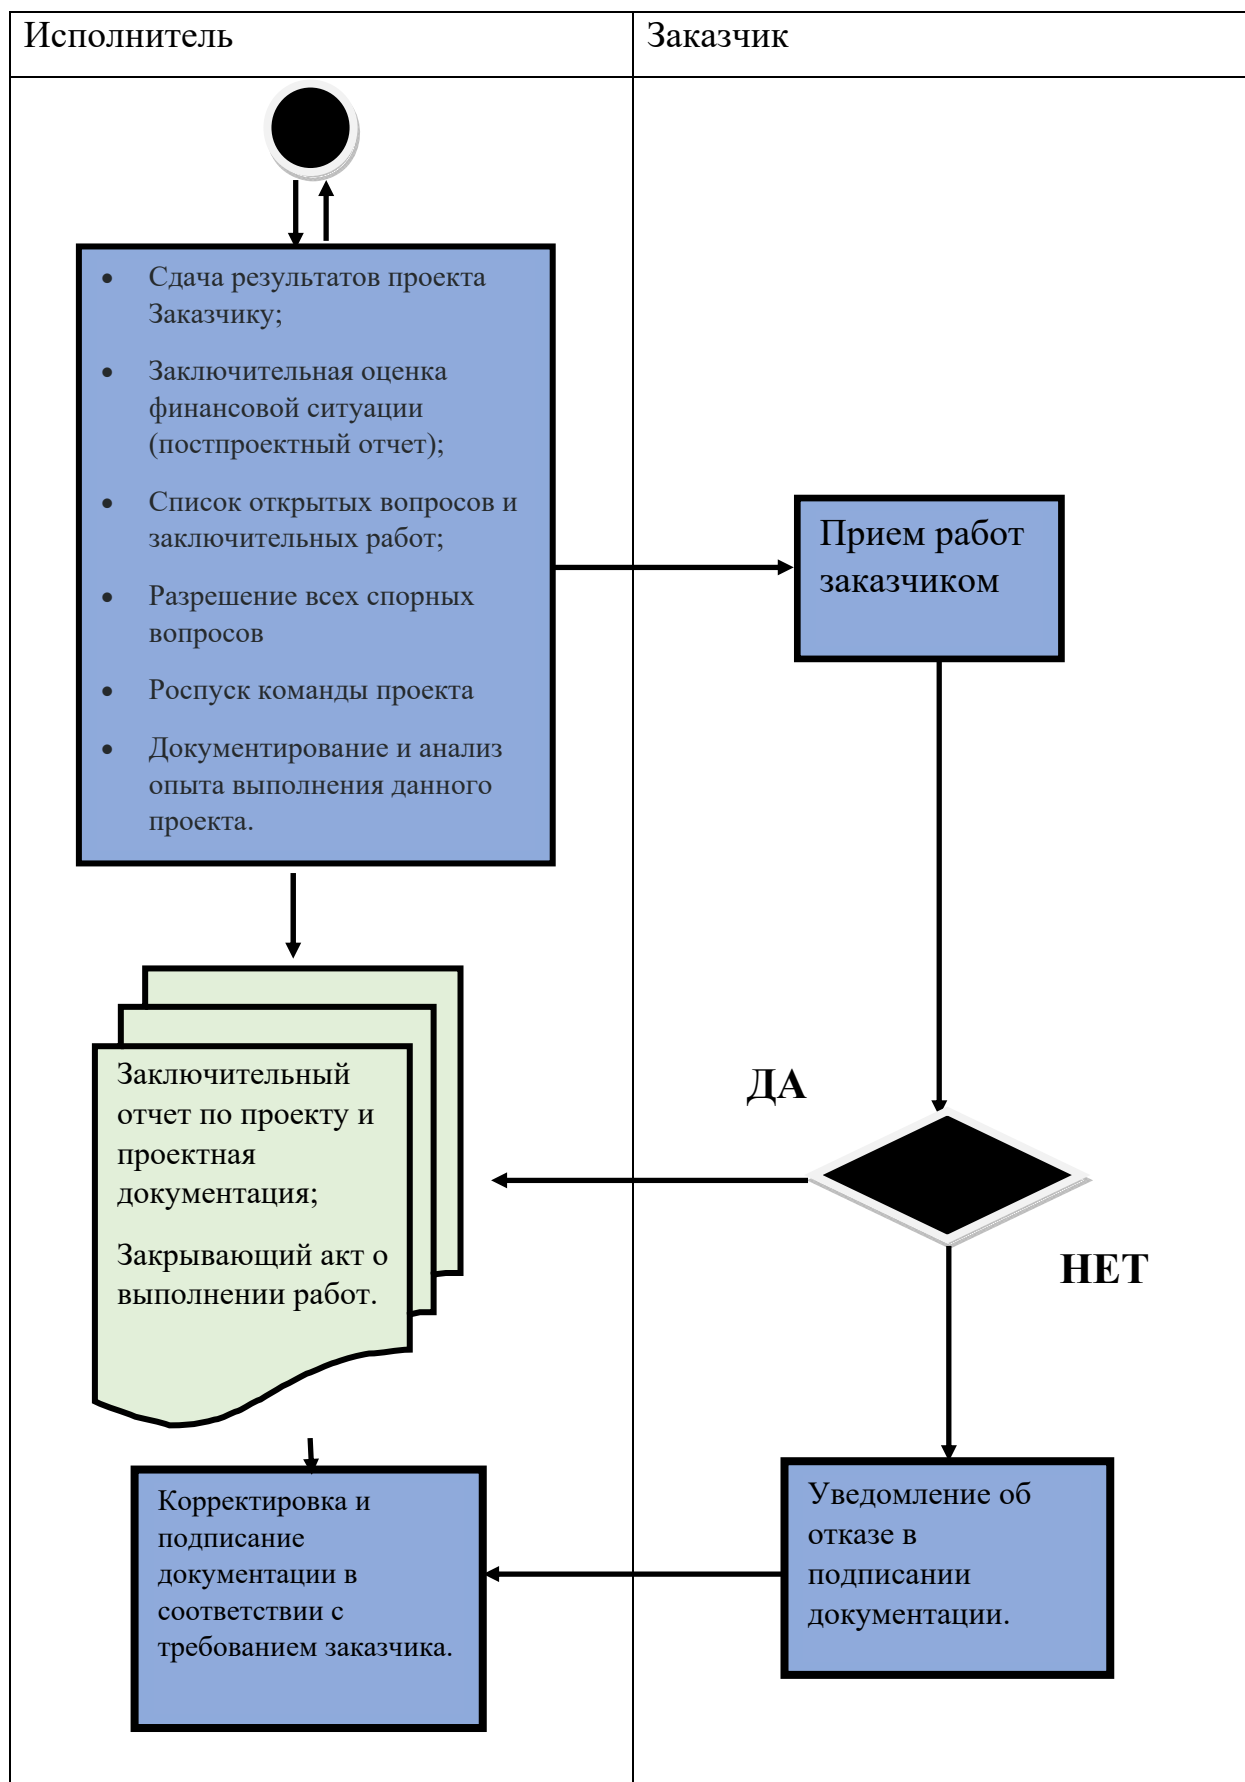 Исполнитель
Заказчик
• Сдача результатов проекта
Заказчику;
• Заключительная оценка
финансовой ситуации
(постпроектный отчет);
• Список открытых вопросов и
заключительных работ;
• Разрешение всех спорных
вопросов
• Роспуск команды проекта
• Документирование и анализ
опыта выполнения данного
проекта.
Прием работ
заказчиком
ДА
НЕТ
Заключительный
отчет по проекту и
проектная
документация;
Закрывающий акт о
выполнении работ.
Корректировка и
подписание
документации в
соответствии с
требованием заказчика.
Уведомление об
отказе в
подписании
документации.